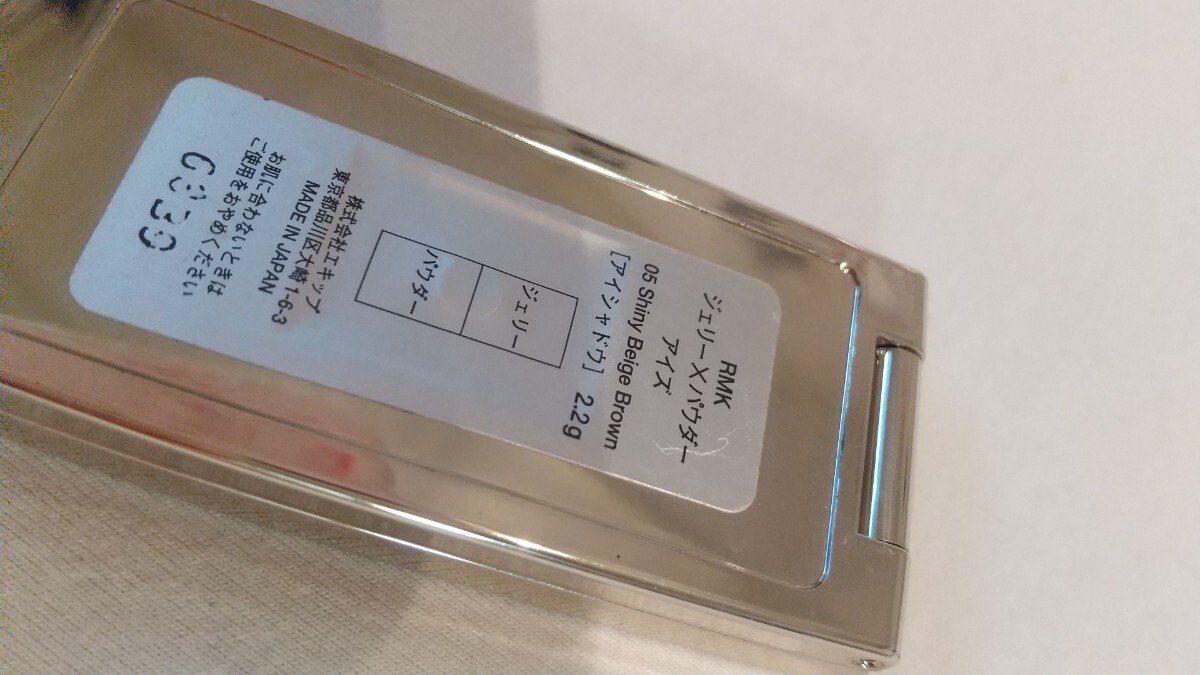 RMK
ジェリー×パウダー
アイズ
05 Shiny Beige Brown
[アイシャドウ] 2.2g
ジェリー
パウダー
株式会社エキップ
東京都品川区大崎1-6-3
MADE IN JAPAN
お肌に合わないときは
ご使用をおやめください